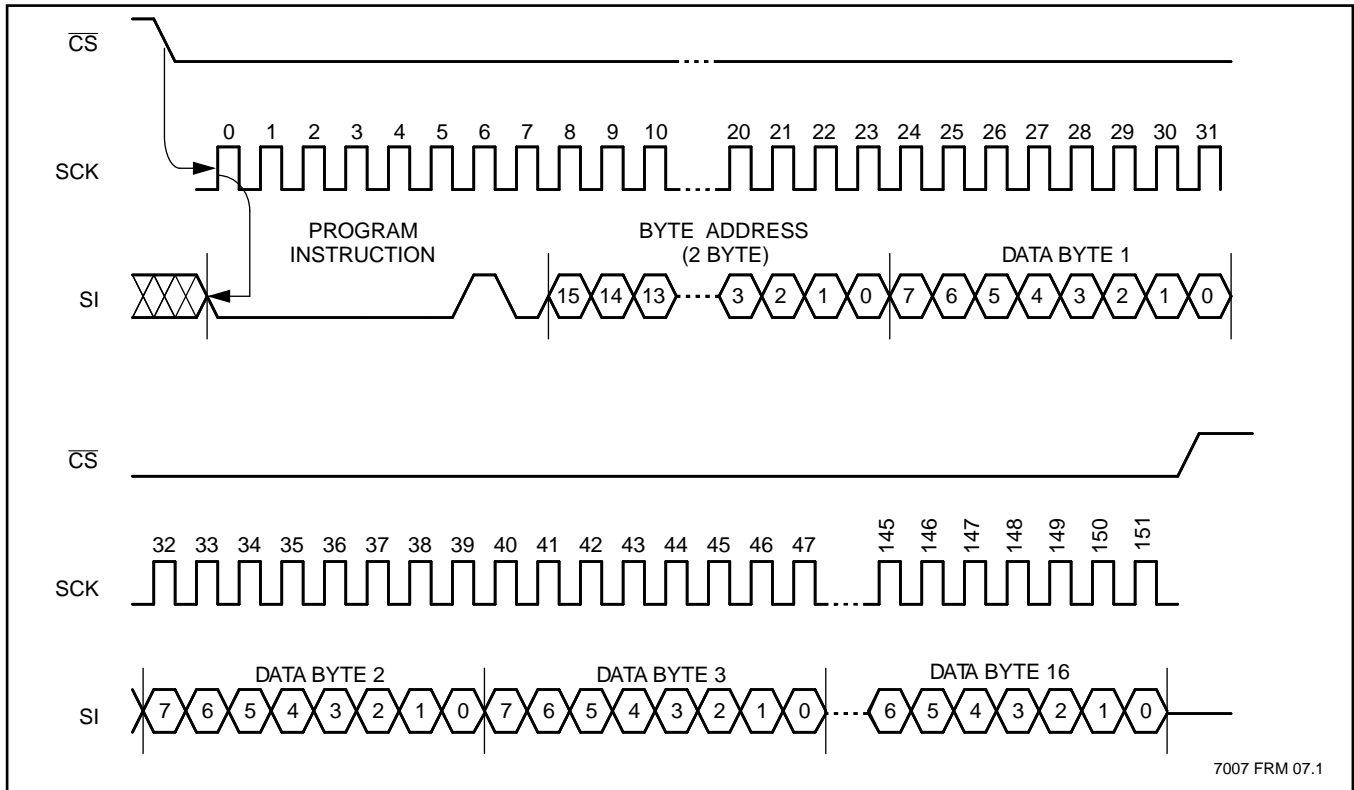 CS
0 1 2 3 4 5 6 7 8 9 10 20 21 22 23 24 25 26 27 28 29 30 31
SCK
PROGRAM
INSTRUCTION
BYTE ADDRESS
(2 BYTE)
DATA BYTE 1
SI
15 14 13 3 2 1 0 7 6 5 4 3 2 1 0
CS
32 33 34 35 36 37 38 39 40 41 42 43 44 45 46 47 145 146 147 148 149 150 151
SCK
DATA BYTE 2 DATA BYTE 3 DATA BYTE 16
SI
7 6 5 4 3 2 1 0 7 6 5 4 3 2 1 0 6 5 4 3 2 1 0
7007 FRM 07.1